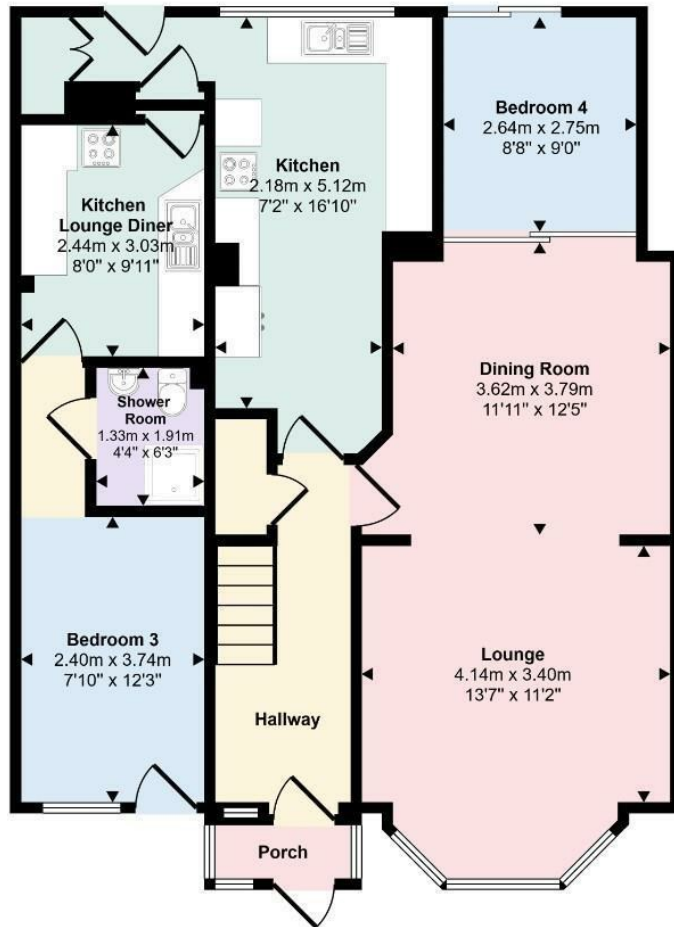 Bedroom 4
2.64m x 2.75m
8'8" x 9'0"
Kitchen
2.18m x 5.12m
7'2" x 16'10"
Kitchen
Lounge Diner
2.44m x 3.03m
8'0" x 9'11"
Dining Room
3.62m x 3.79m
11'11" x 12'5"
Shower
Room
1.33m x 1.91m
4'4" x 6'3"
Bedroom 3
2.40m x 3.74m
7'10" x 12'3"
Lounge
4.14m x 3.40m
13'7" x 11'2"
Hallway
Porch